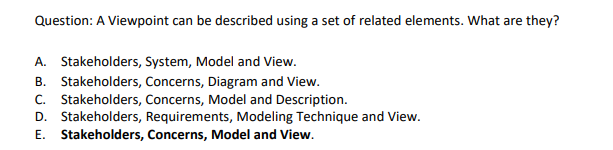 Question: A Viewpoint can be described using a set of related elements. What are they?
A. Stakeholders, System, Model and View.
B. Stakeholders, Concerns, Diagram and View.
C. Stakeholders, Concerns, Model and Description.
D. Stakeholders, Requirements, Modeling Technique and View.
E. Stakeholders, Concerns, Model and View.